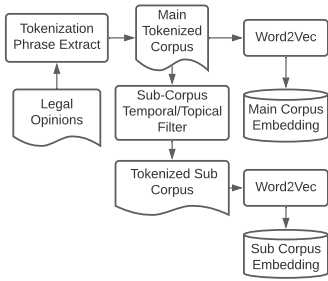 Tokenization
Phrase Extract
Main
Tokenized
Corpus
Word2Vec
Legal
Opinions
Sub-Corpus
Temporal/Topical
Filter
Main Corpus
Embedding
Tokenized Sub
Corpus
Word2Vec
Sub Corpus
Embedding